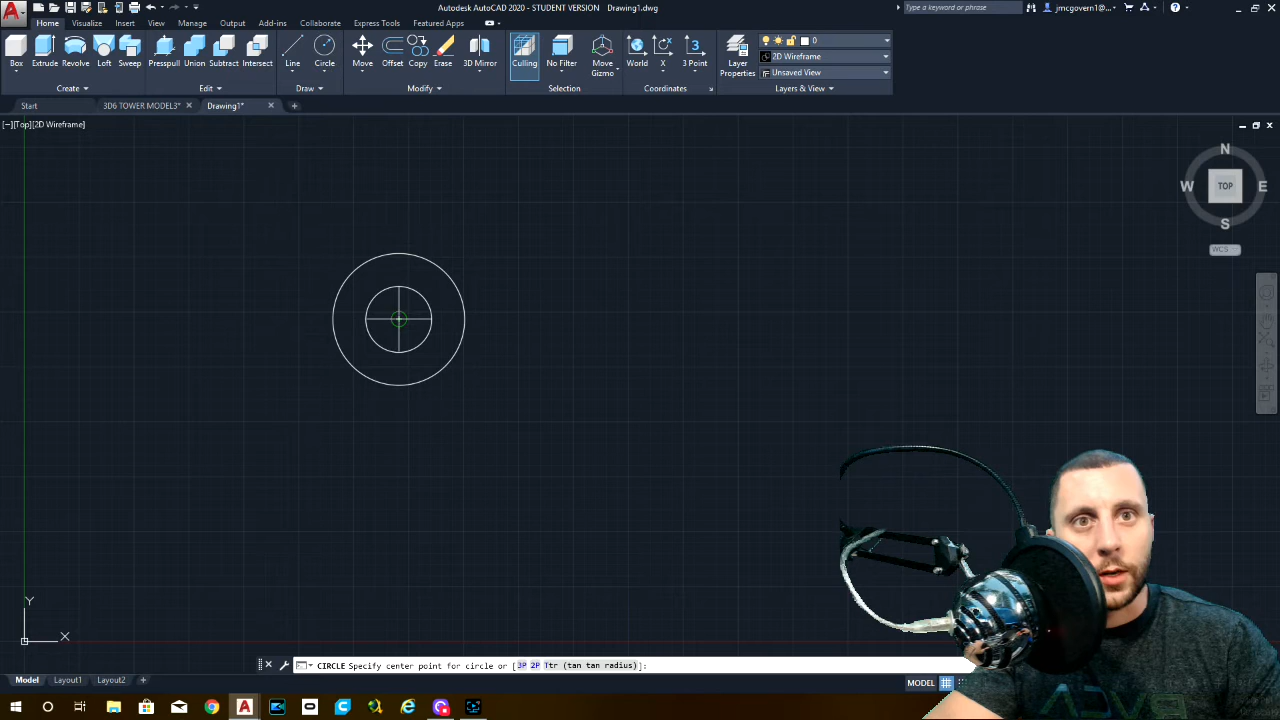 Autodesk AutoCAD 2020 - STUDENT VERSION Drawing1.dwg
Type a keyword or phrase
jmcgovern1@...
Home Visualize Insert View Manage Output Add-ins Collaborate Express Tools Featured Apps
Box Extrude Revolve Loft Sweep Presspull Union Subtract Intersect Line Circle Move Offset Copy Erase 3D Mirror Culling No Filter Move Gizmo World X 3 Point Layer Properties
0
2D Wireframe
Unsaved View
Create Edit Draw Modify Selection Coordinates Layers & View
Start 3D6 TOWER MODEL3* Drawing1*
[−][Top][2D Wireframe]
N
W TOP E
S
WCS
Y
X
CIRCLE Specify center point for circle or [3P 2P Ttr (tan tan radius)]:
Model Layout1 Layout2
MODEL